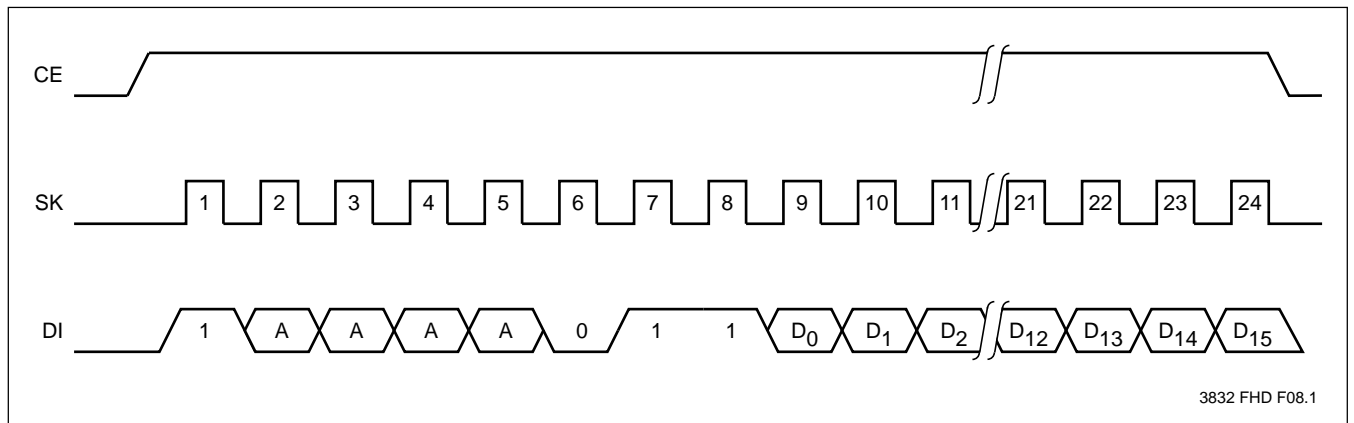 CE
SK 1 2 3 4 5 6 7 8 9 10 11 21 22 23 24
DI 1 A A A A 0 1 1 D0 D1 D2 D12 D13 D14 D15
3832 FHD F08.1